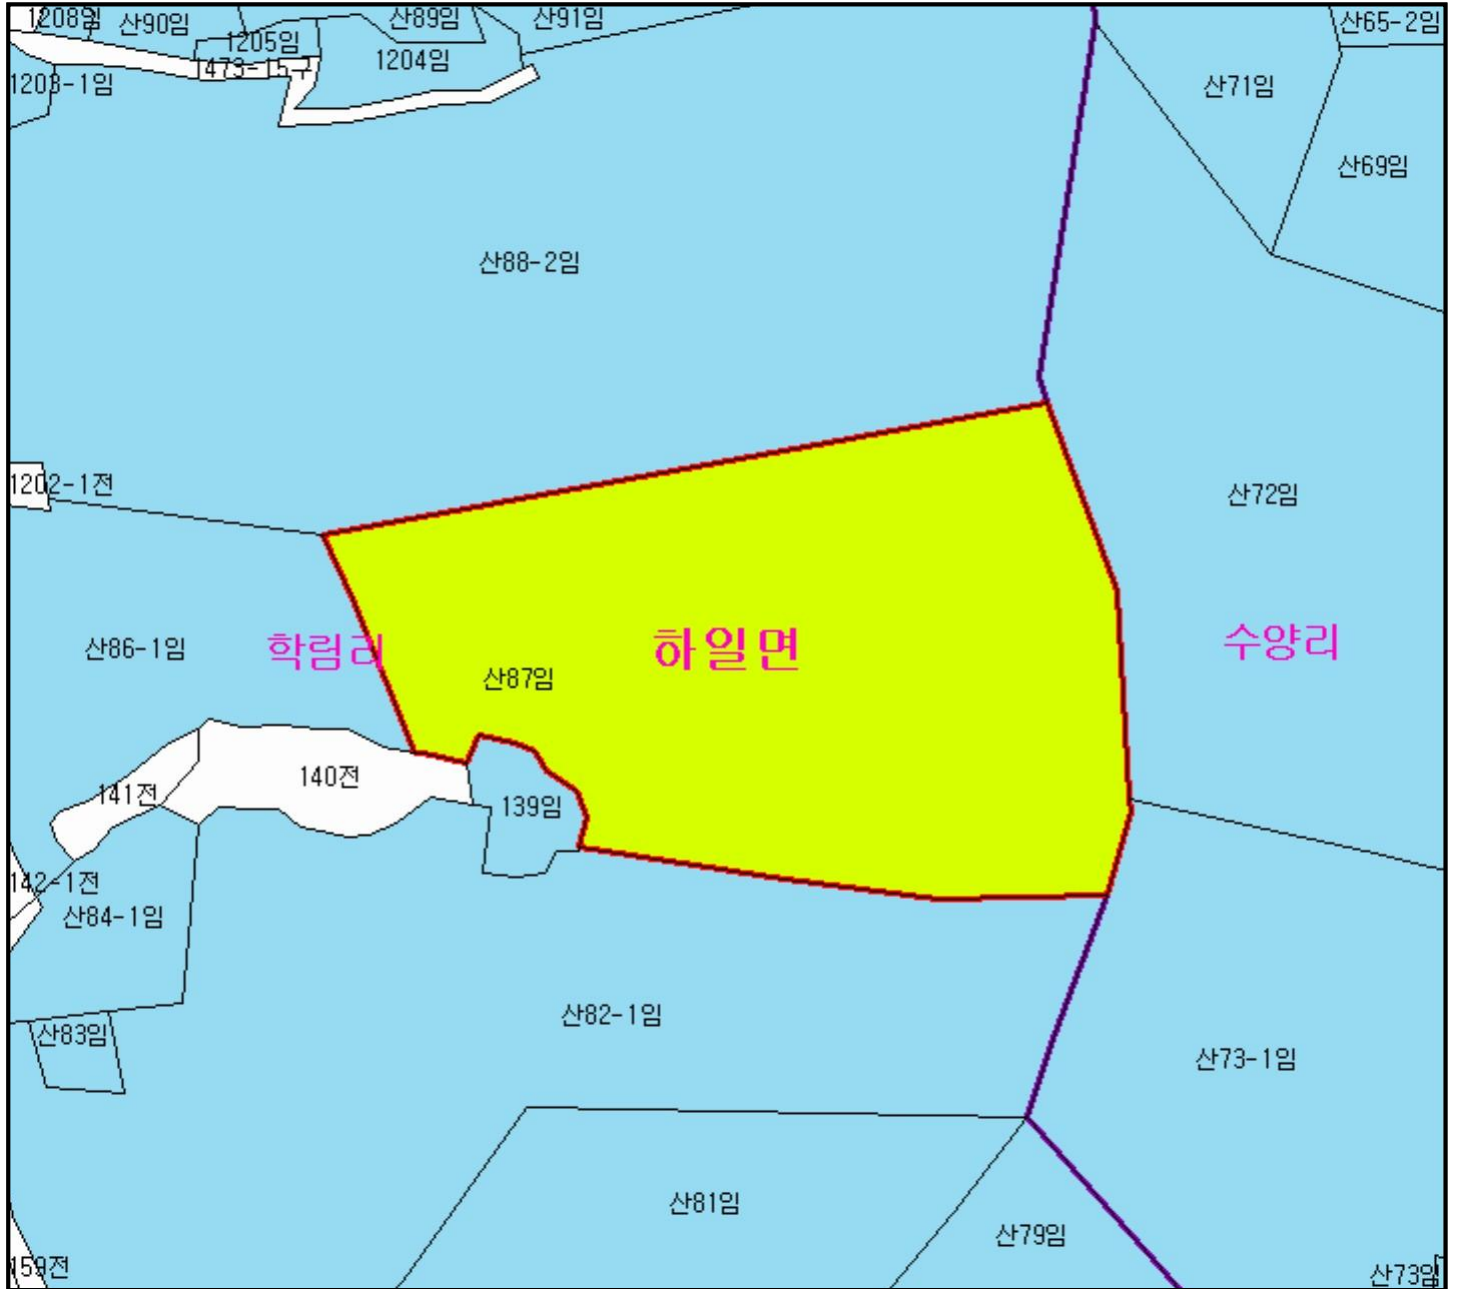 1208임
산90임
산89임
산91임
산65-2임
1205임
1204임
473-15구
1203-1임
산71임
산69임
산88-2임
1202-1전
산72임
산86-1임
학림리
하일면
수양리
산87임
140전
141전
139임
142-1전
산84-1임
산82-1임
산83임
산73-1임
산81임
산79임
159전
산73임